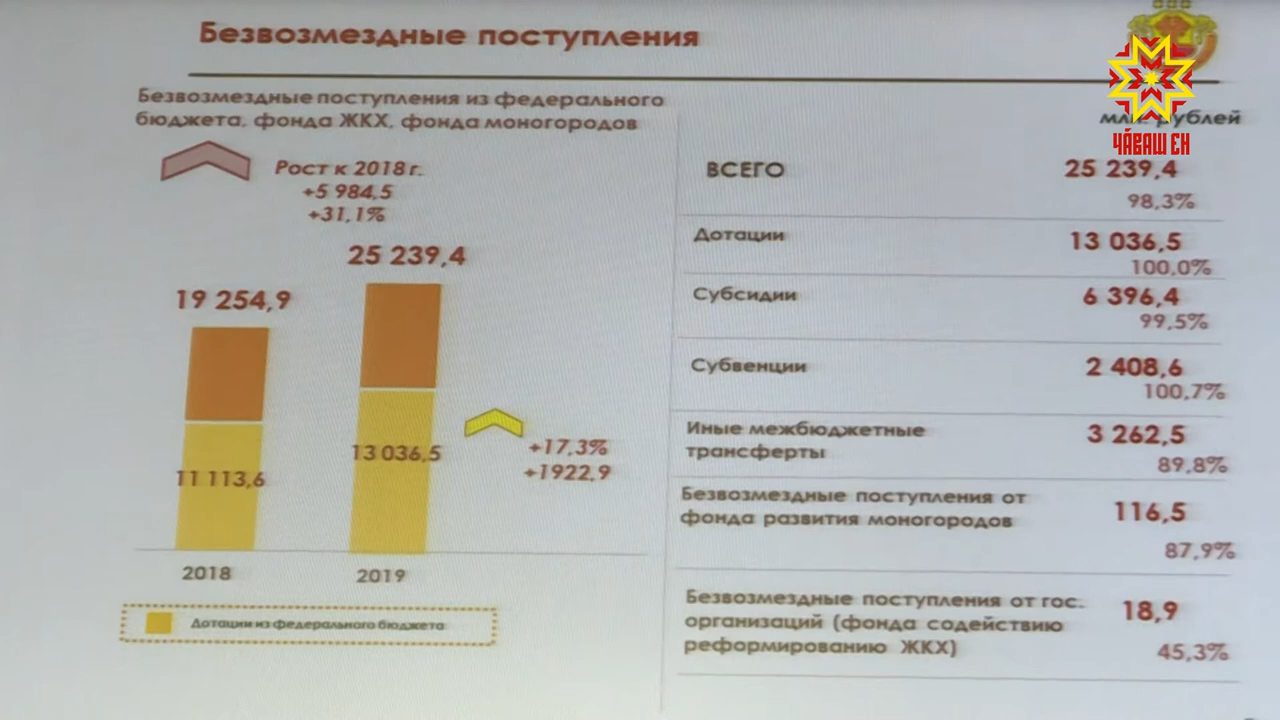 Безвозмездные поступления
ЧӐВАШ ЄН
Безвозмездные поступления из федерального
бюджета, фонда ЖКХ, фонда моногородов
Рост к 2018 г.
+5 984,5
+31,1%
25 239,4
19 254,9
13 036,5
11 113,6
+17,3%
+1922,9
2018
2019
Дотации из федерального бюджета
млн. рублей
ВСЕГО
25 239,4
98,3%
Дотации
13 036,5
100,0%
Субсидии
6 396,4
99,5%
Субвенции
2 408,6
100,7%
Иные межбюджетные
трансферты
3 262,5
89,8%
Безвозмездные поступления от
фонда развития моногородов
116,5
87,9%
Безвозмездные поступления от гос.
организаций (фонда содействию
реформированию ЖКХ)
18,9
45,3%